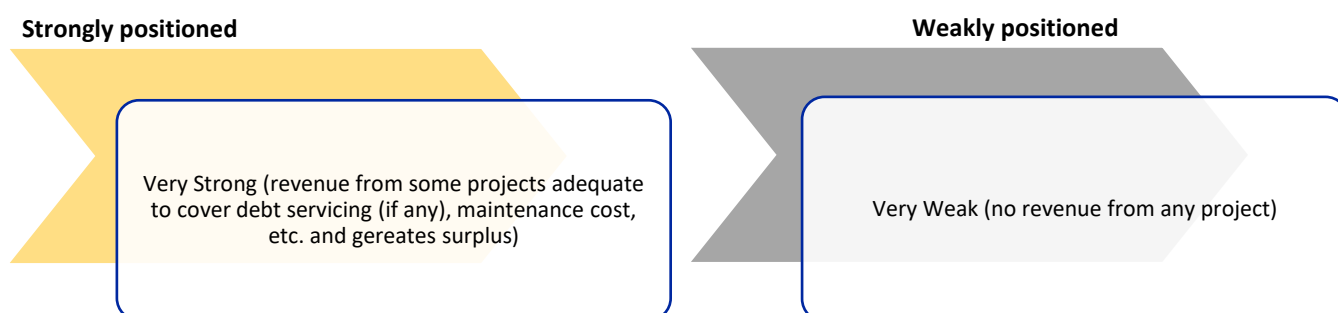 Strongly positioned
Weakly positioned
Very Strong (revenue from some projects adequate
to cover debt servicing (if any), maintenance cost,
etc. and gereates surplus)
Very Weak (no revenue from any project)